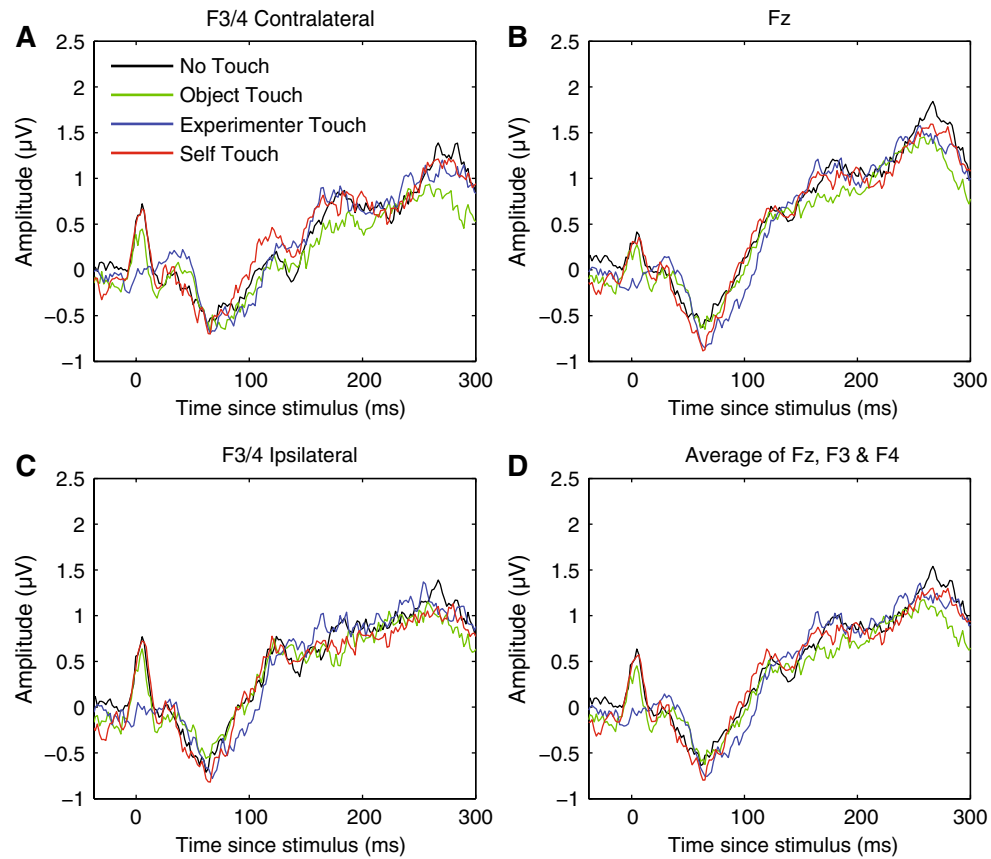 A
F3/4 Contralateral
2.5
2
1.5
1
0.5
0
−0.5
−1
Amplitude (µV)
No Touch
Object Touch
Experimenter Touch
Self Touch
0
100
200
300
Time since stimulus (ms)
B
Fz
2.5
2
1.5
1
0.5
0
−0.5
−1
Amplitude (µV)
0
100
200
300
Time since stimulus (ms)
C
F3/4 Ipsilateral
2.5
2
1.5
1
0.5
0
−0.5
−1
Amplitude (µV)
0
100
200
300
Time since stimulus (ms)
D
Average of Fz, F3 & F4
2.5
2
1.5
1
0.5
0
−0.5
−1
Amplitude (µV)
0
100
200
300
Time since stimulus (ms)